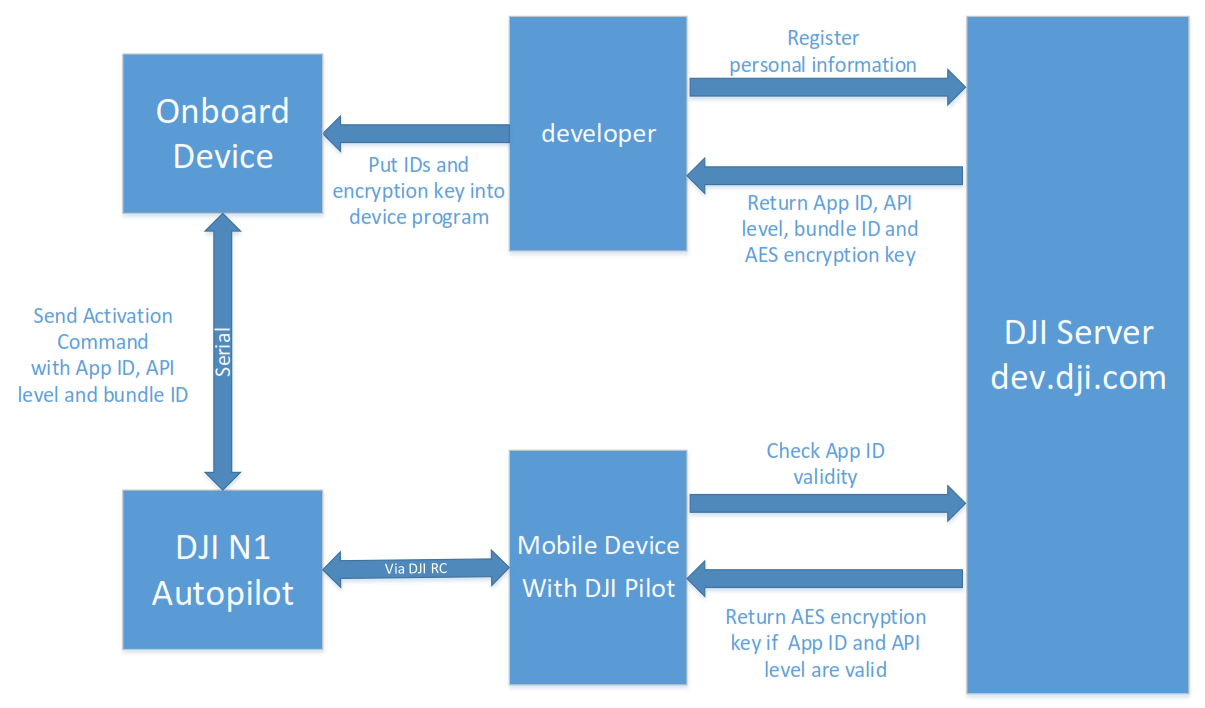 Onboard
Device
Put IDs and
encryption key into
device program
developer
Register
personal information
Return App ID, API
level, bundle ID and
AES encryption key
DJI Server
dev.dji.com
Send Activation
Command
with App ID, API
level and bundle ID
Serial
DJI N1
Autopilot
Via DJI RC
Mobile Device
With DJI Pilot
Check App ID
validity
Return AES encryption
key if  App ID and API
level are valid